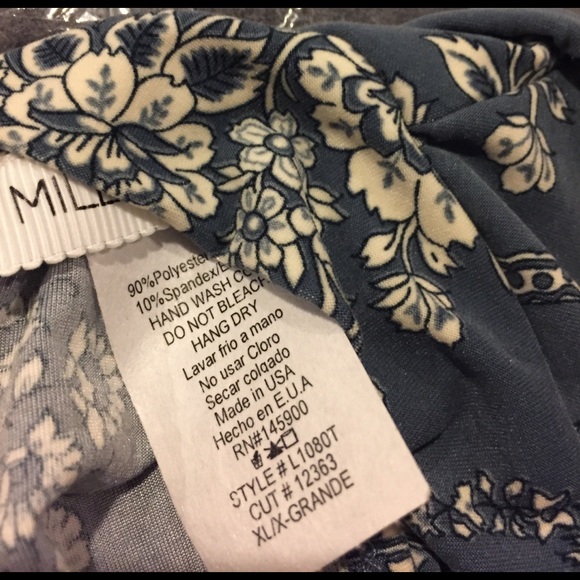 MILL
90%Polyester
10%Spandex/E
HAND WASH CO
DO NOT BLEACH
HANG DRY
Lavar frio a mano
No usar Cloro
Secar colgado
Made in USA
Hecho en E.U.A
RN#145900
STYLE # L1080T
CUT # 12363
XL/X-GRANDE